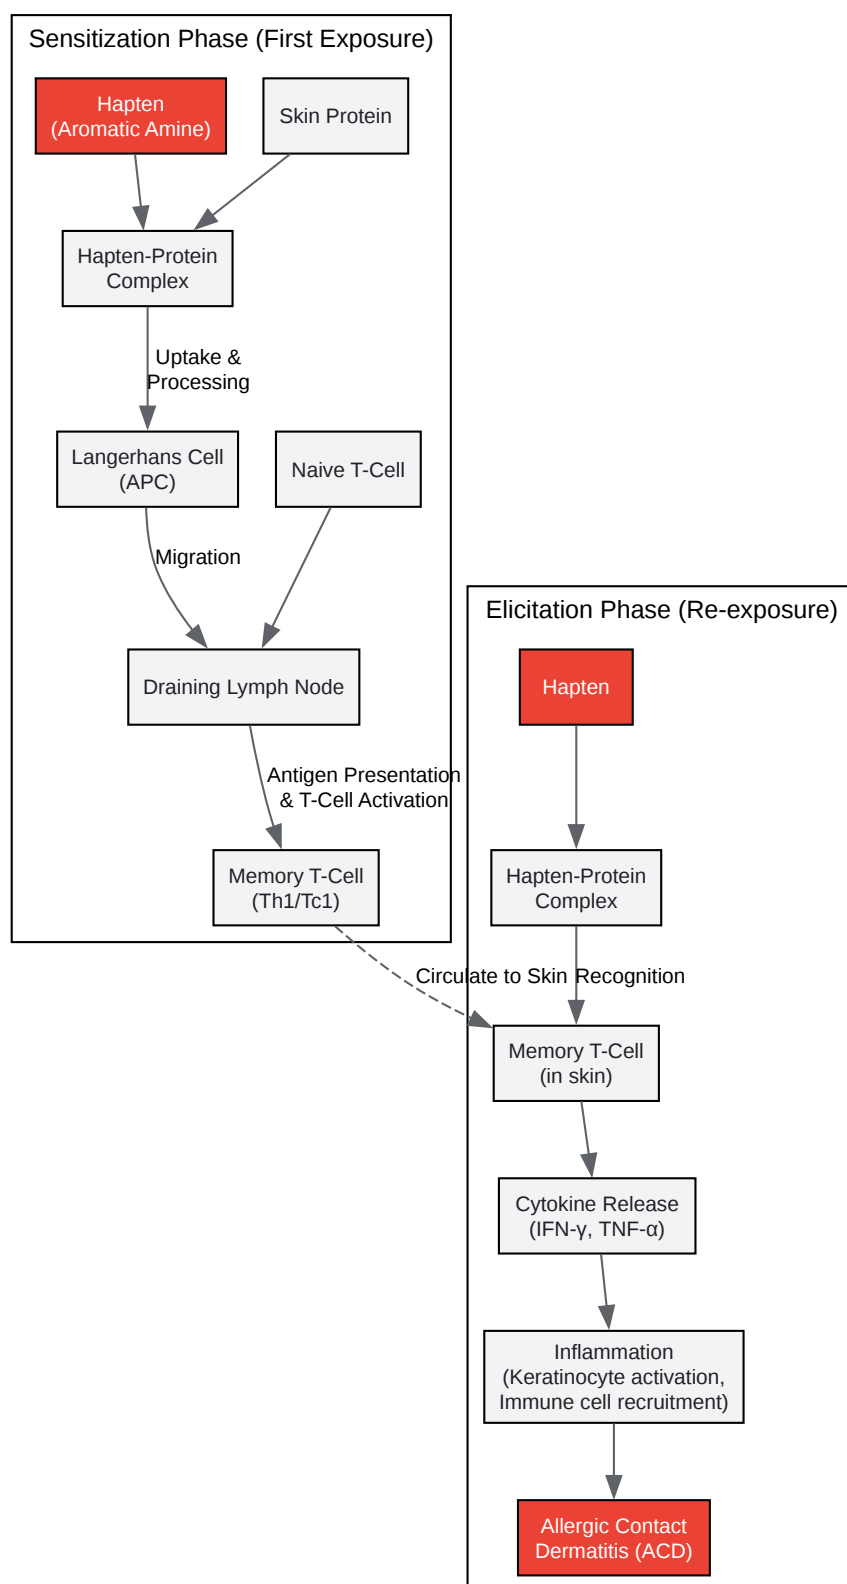 Sensitization Phase (First Exposure)
Hapten
(Aromatic Amine)
Skin Protein
Hapten-Protein
Complex
Uptake &
Processing
Langerhans Cell
(APC)
Naive T-Cell
Migration
Draining Lymph Node
Antigen Presentation
& T-Cell Activation
Memory T-Cell
(Th1/Tc1)
Circulate to Skin
Elicitation Phase (Re-exposure)
Hapten
Hapten-Protein
Complex
Recognition
Memory T-Cell
(in skin)
Cytokine Release
(IFN-γ, TNF-α)
Inflammation
(Keratinocyte activation,
Immune cell recruitment)
Allergic Contact
Dermatitis (ACD)